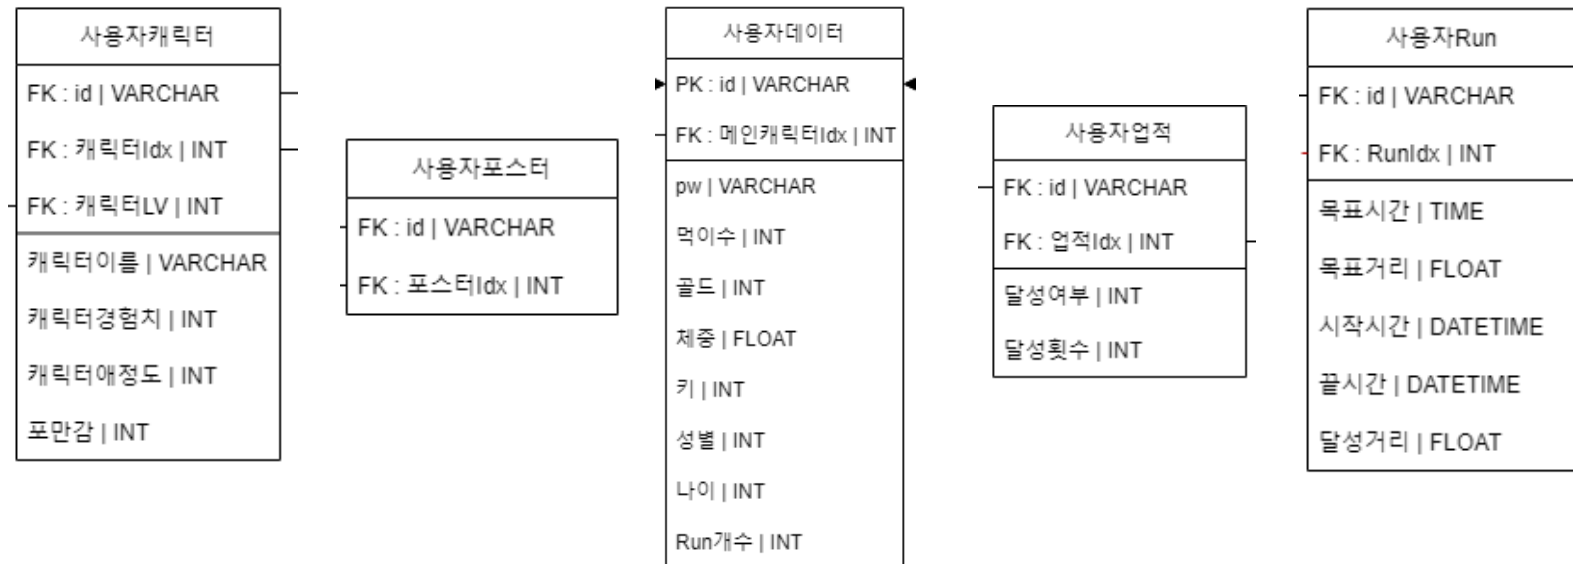 사용자캐릭터
FK : id | VARCHAR
FK : 캐릭터Idx | INT
FK : 캐릭터LV | INT
캐릭터이름 | VARCHAR
캐릭터경험치 | INT
캐릭터애정도 | INT
포만감 | INT
사용자포스터
FK : id | VARCHAR
FK : 포스터Idx | INT
사용자데이터
PK : id | VARCHAR
FK : 메인캐릭터Idx | INT
pw | VARCHAR
먹이수 | INT
골드 | INT
체중 | FLOAT
키 | INT
성별 | INT
나이 | INT
Run개수 | INT
사용자업적
FK : id | VARCHAR
FK : 업적Idx | INT
달성여부 | INT
달성횟수 | INT
사용자Run
FK : id | VARCHAR
FK : RunIdx | INT
목표시간 | TIME
목표거리 | FLOAT
시작시간 | DATETIME
끝시간 | DATETIME
달성거리 | FLOAT